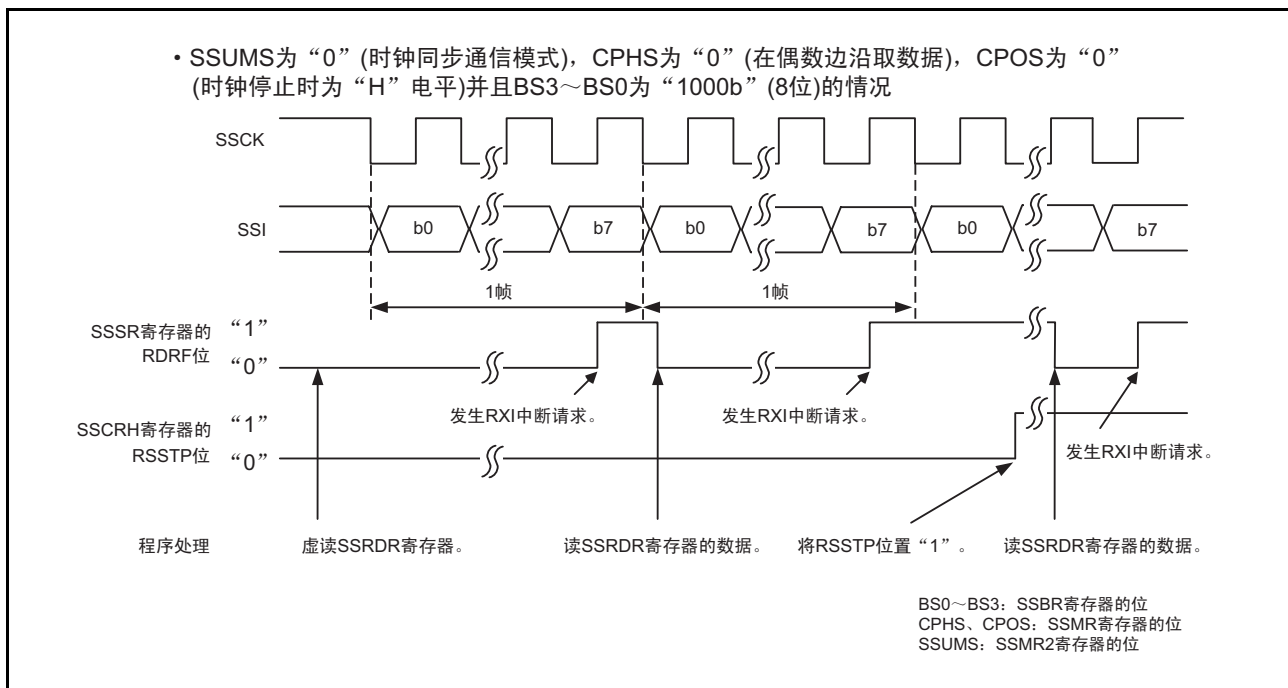 • SSUMS为“0”(时钟同步通信模式)，CPHS为“0”(在偶数边沿取数据)，CPOS为“0”
(时钟停止时为“H”电平)并且BS3～BS0为“1000b”(8位)的情况
SSCK
SSI
b0
b7
b0
b7
b0
b7
1帧
1帧
SSSR寄存器的
RDRF位
“1”
“0”
发生RXI中断请求。
发生RXI中断请求。
发生RXI中断请求。
SSCRH寄存器的
RSSTP位
“1”
“0”
程序处理
虚读SSRDR寄存器。
读SSRDR寄存器的数据。
将RSSTP位置“1”。
读SSRDR寄存器的数据。
BS0～BS3：SSBR寄存器的位
CPHS、CPOS：SSMR寄存器的位
SSUMS：SSMR2寄存器的位